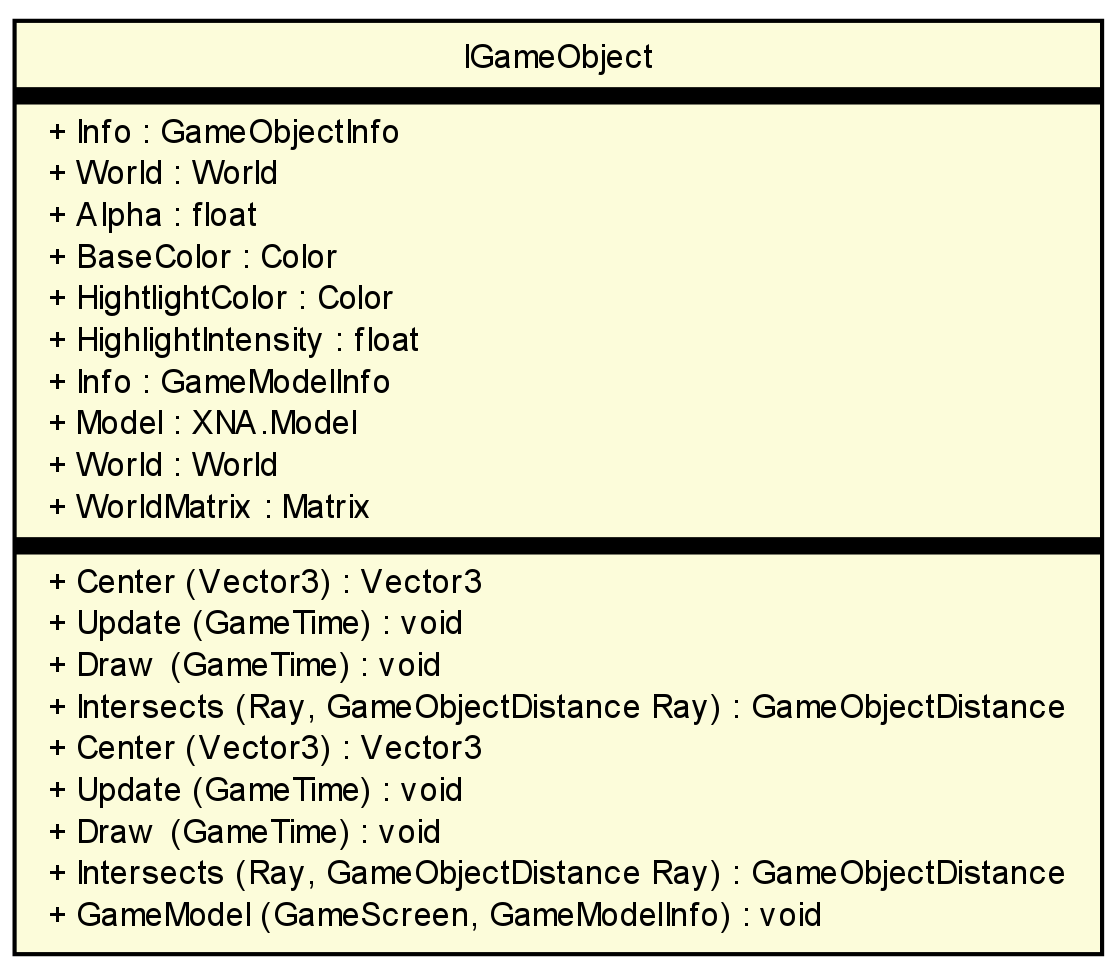 IGameObject
+ Info : GameObjectInfo
+ World : World
+ Alpha : float
+ BaseColor : Color
+ HightlightColor : Color
+ HighlightIntensity : float
+ Info : GameModelInfo
+ Model : XNA.Model
+ World : World
+ WorldMatrix : Matrix
+ Center (Vector3) : Vector3
+ Update (GameTime) : void
+ Draw (GameTime) : void
+ Intersects (Ray, GameObjectDistance Ray) : GameObjectDistance
+ Center (Vector3) : Vector3
+ Update (GameTime) : void
+ Draw (GameTime) : void
+ Intersects (Ray, GameObjectDistance Ray) : GameObjectDistance
+ GameModel (GameScreen, GameModelInfo) : void